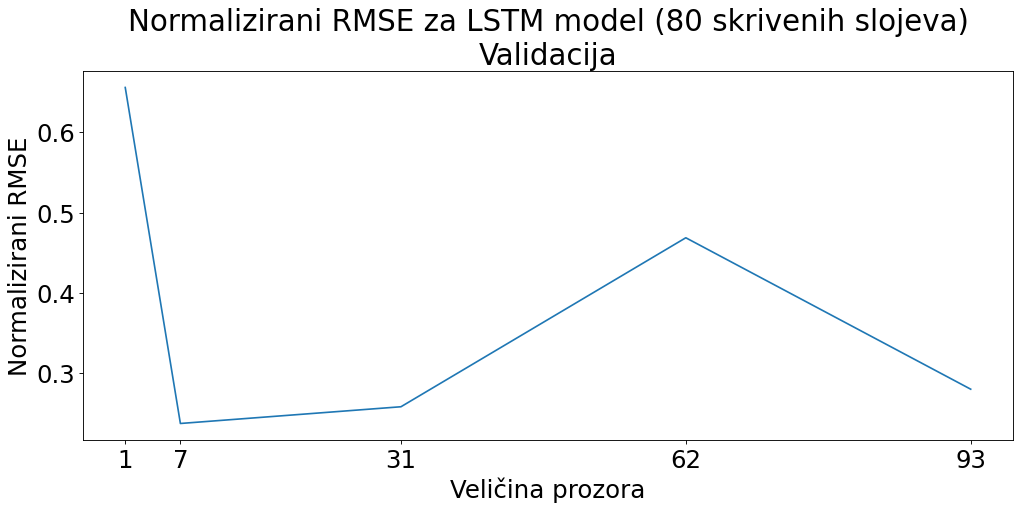 Normalizirani RMSE za LSTM model (80 skrivenih slojeva)
Validacija
Normalizirani RMSE
0.6
0.5
0.4
0.3
1 7 31 62 93
Veličina prozora